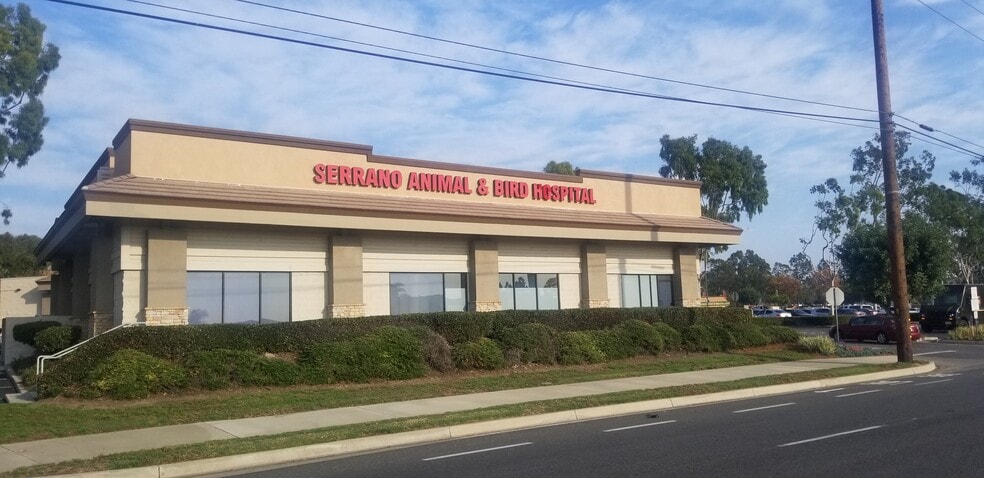 SERRANO ANIMAL & BIRD HOSPITAL